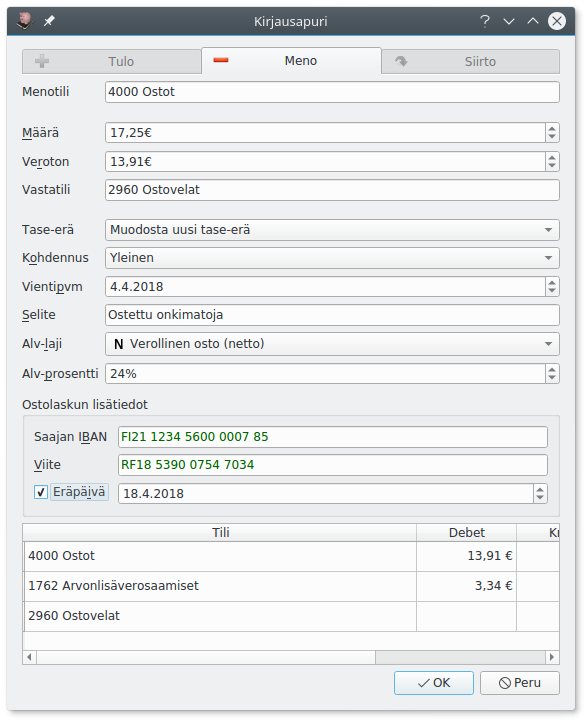 Kirjausapuri
Tulo Meno Siirto
Menotili 4000 Ostot
Määrä 17,25€
Veroton 13,91€
Vastatili 2960 Ostovelat
Tase-erä Muodosta uusi tase-erä
Kohdennus Yleinen
Vientipvm 4.4.2018
Selite Ostettu onkimatoja
Alv-laji N Verollinen osto (netto)
Alv-prosentti 24%
Ostolaskun lisätiedot
Saajan IBAN FI21 1234 5600 0007 85
Viite RF18 5390 0754 7034
Eräpäivä 18.4.2018
Tili Debet Kr
4000 Ostot 13,91 €
1762 Arvonlisäverosaamiset 3,34 €
2960 Ostovelat
OK Peru